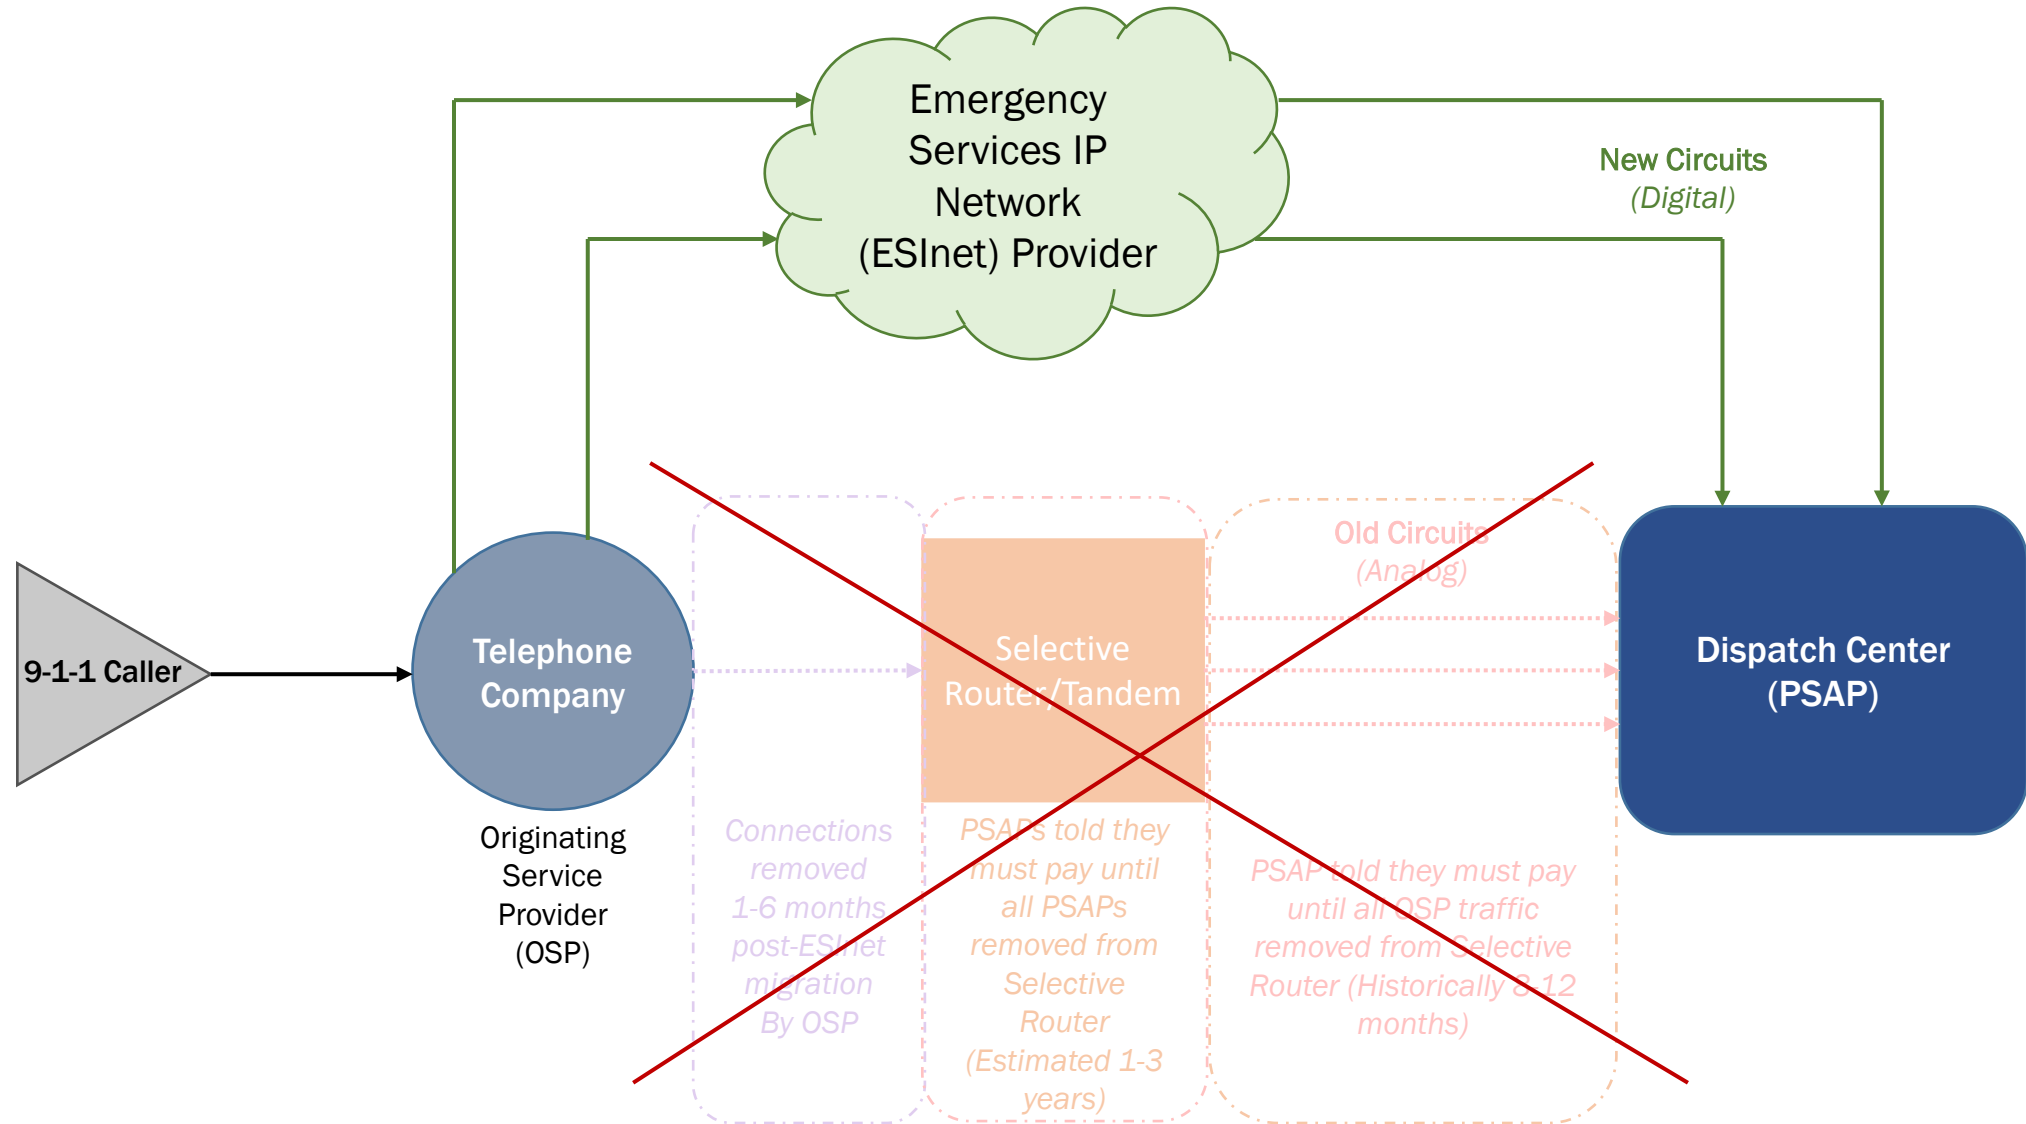 Emergency
Services IP
Network
(ESInet) Provider
New Circuits
(Digital)
9-1-1 Caller
Telephone
Company
Originating
Service
Provider
(OSP)
Selective
Router/Tandem
Old Circuits
(Analog)
Dispatch Center
(PSAP)
Connections
removed
1-6 months
post-ESInet
migration
By OSP
PSAPs told they
must pay until
all PSAPs
removed from
Selective
Router
(Estimated 1-3
years)
PSAP told they must pay
until all OSP traffic
removed from Selective
Router (Historically 8-12
months)